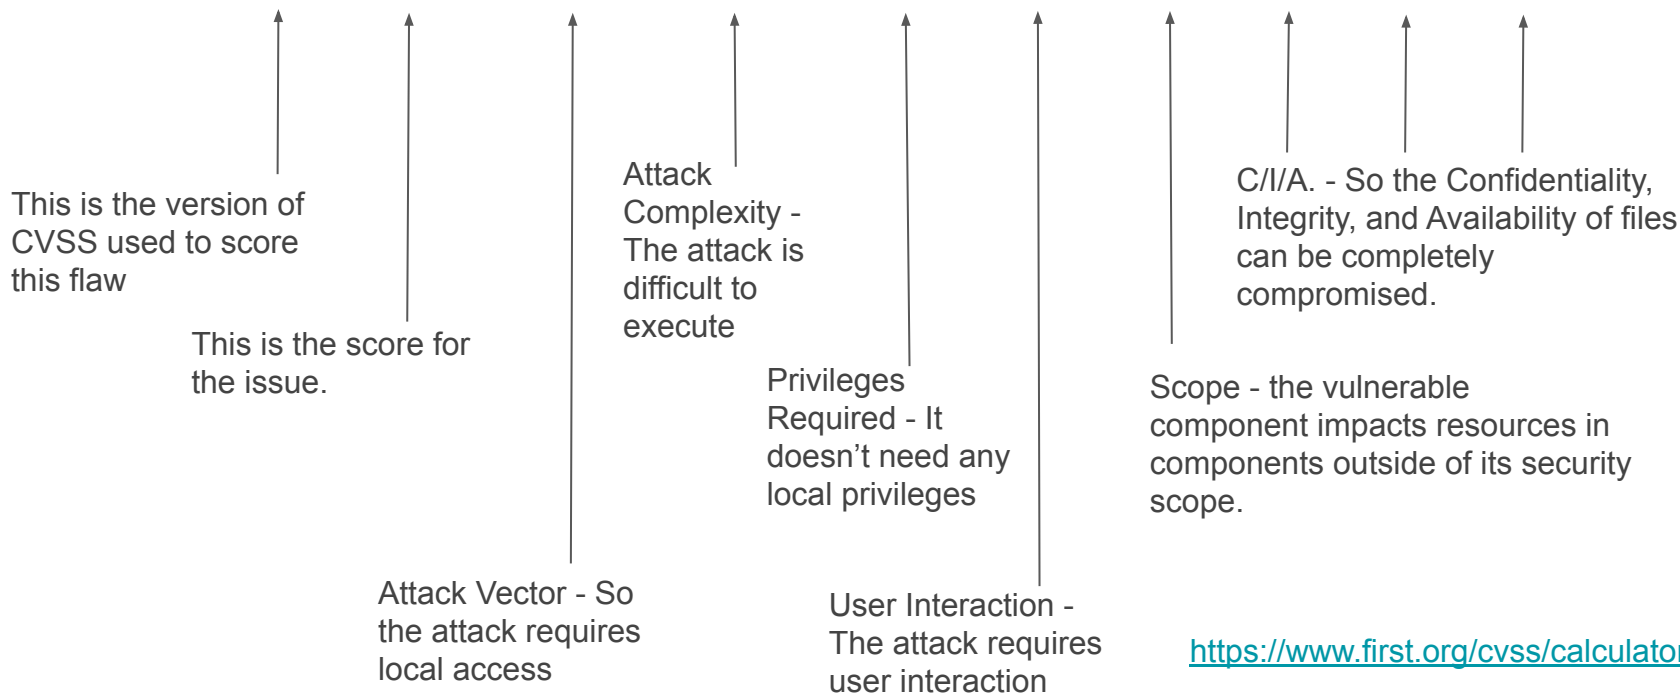 This is the version of
CVSS used to score
this flaw
This is the score for
the issue.
Attack Vector - So
the attack requires
local access
Attack
Complexity -
The attack is
difficult to
execute
Privileges
Required - It
doesn’t need any
local privileges
User Interaction -
The attack requires
user interaction
Scope - the vulnerable
component impacts resources in
components outside of its security
scope.
C/I/A. - So the Confidentiality,
Integrity, and Availability of files
can be completely
compromised.
https://www.first.org/cvss/calculator